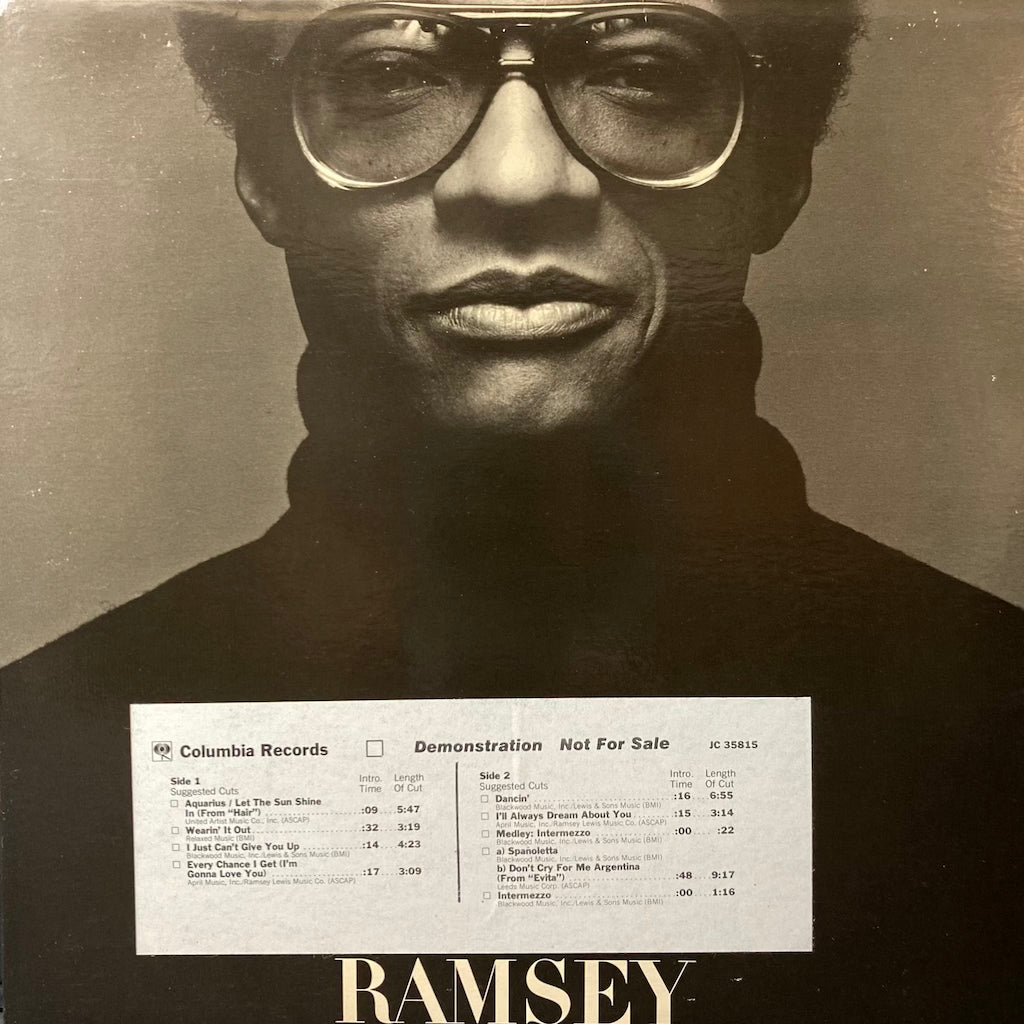 Columbia Records
Demonstration Not For Sale
JC 35815
Side 1
Suggested Cuts
Intro. Time
Length Of Cut
Aquarius / Let The Sun Shine
In (From "Hair") :09 5:47
United Artist Music Co., Inc. (ASCAP)
Wearin' It Out :32 3:19
Relaxed Music (BMI)
I Just Can't Give You Up :14 4:23
Blackwood Music, Inc./Lewis & Sons Music (BMI)
Every Chance I Get (I'm
Gonna Love You) :17 3:09
April Music, Inc./Ramsey Lewis Music Co. (ASCAP)
Side 2
Suggested Cuts
Intro. Time
Length Of Cut
Dancin' :16 6:55
Blackwood Music, Inc./Lewis & Sons Music (BMI)
I'll Always Dream About You :15 3:14
April Music, Inc./Ramsey Lewis Music Co. (ASCAP)
Medley: Intermezzo :00 :22
Blackwood Music, Inc./Lewis & Sons Music (BMI)
a) Spañoletta
Blackwood Music, Inc./Lewis & Sons Music (BMI)
b) Don't Cry For Me Argentina
(From "Evita") :48 9:17
Leeds Music Corp. (ASCAP)
Intermezzo :00 1:16
Blackwood Music, Inc./Lewis & Sons Music (BMI)
RAMSEY